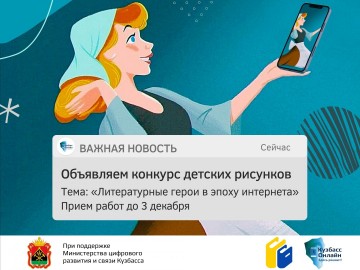 ВАЖНАЯ НОВОСТЬ
Сейчас
Объявляем конкурс детских рисунков
Тема: «Литературные герои в эпоху интернета»
Прием работ до 3 декабря
При поддержке
Министерства цифрового
развития и связи Кузбасса
Кузбасс
Онлайн